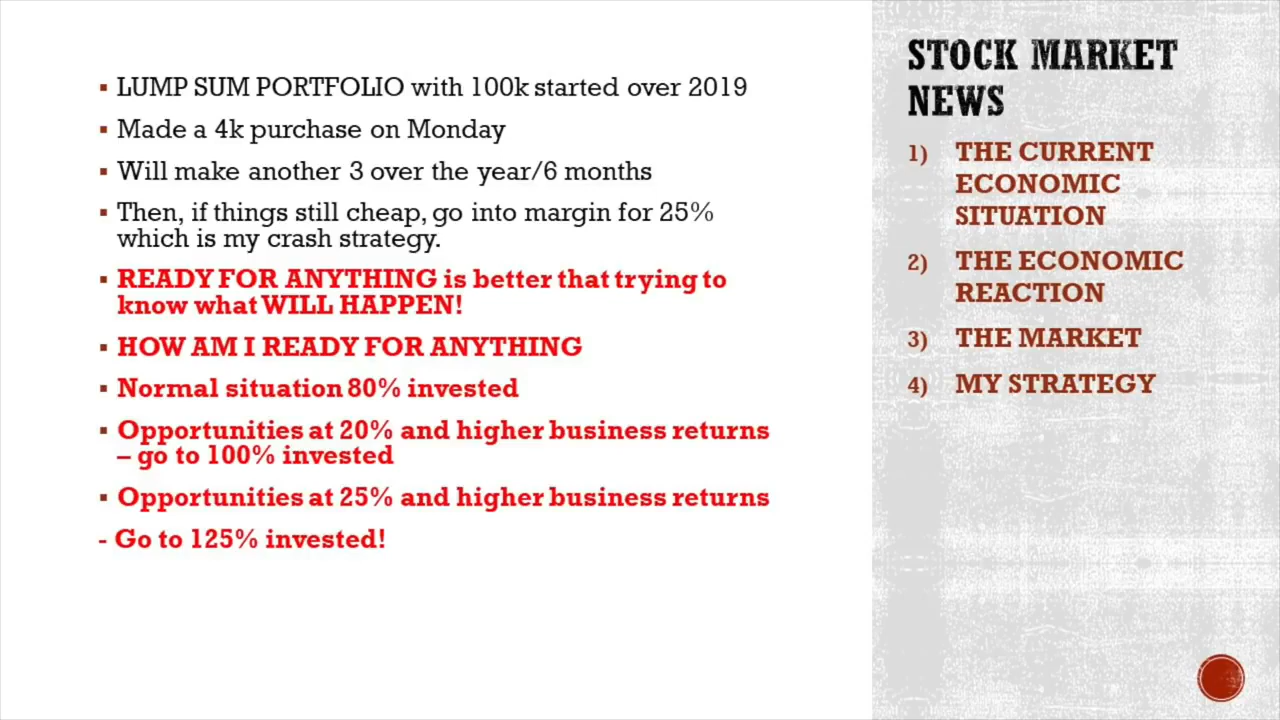 ▪ LUMP SUM PORTFOLIO with 100k started over 2019
▪ Made a 4k purchase on Monday
▪ Will make another 3 over the year/6 months
▪ Then, if things still cheap, go into margin for 25%
which is my crash strategy.
▪ READY FOR ANYTHING is better that trying to
know what WILL HAPPEN!
▪ HOW AM I READY FOR ANYTHING
▪ Normal situation 80% invested
▪ Opportunities at 20% and higher business returns
– go to 100% invested
▪ Opportunities at 25% and higher business returns
- Go to 125% invested!
STOCK MARKET
NEWS
1) THE CURRENT
ECONOMIC
SITUATION
2) THE ECONOMIC
REACTION
3) THE MARKET
4) MY STRATEGY